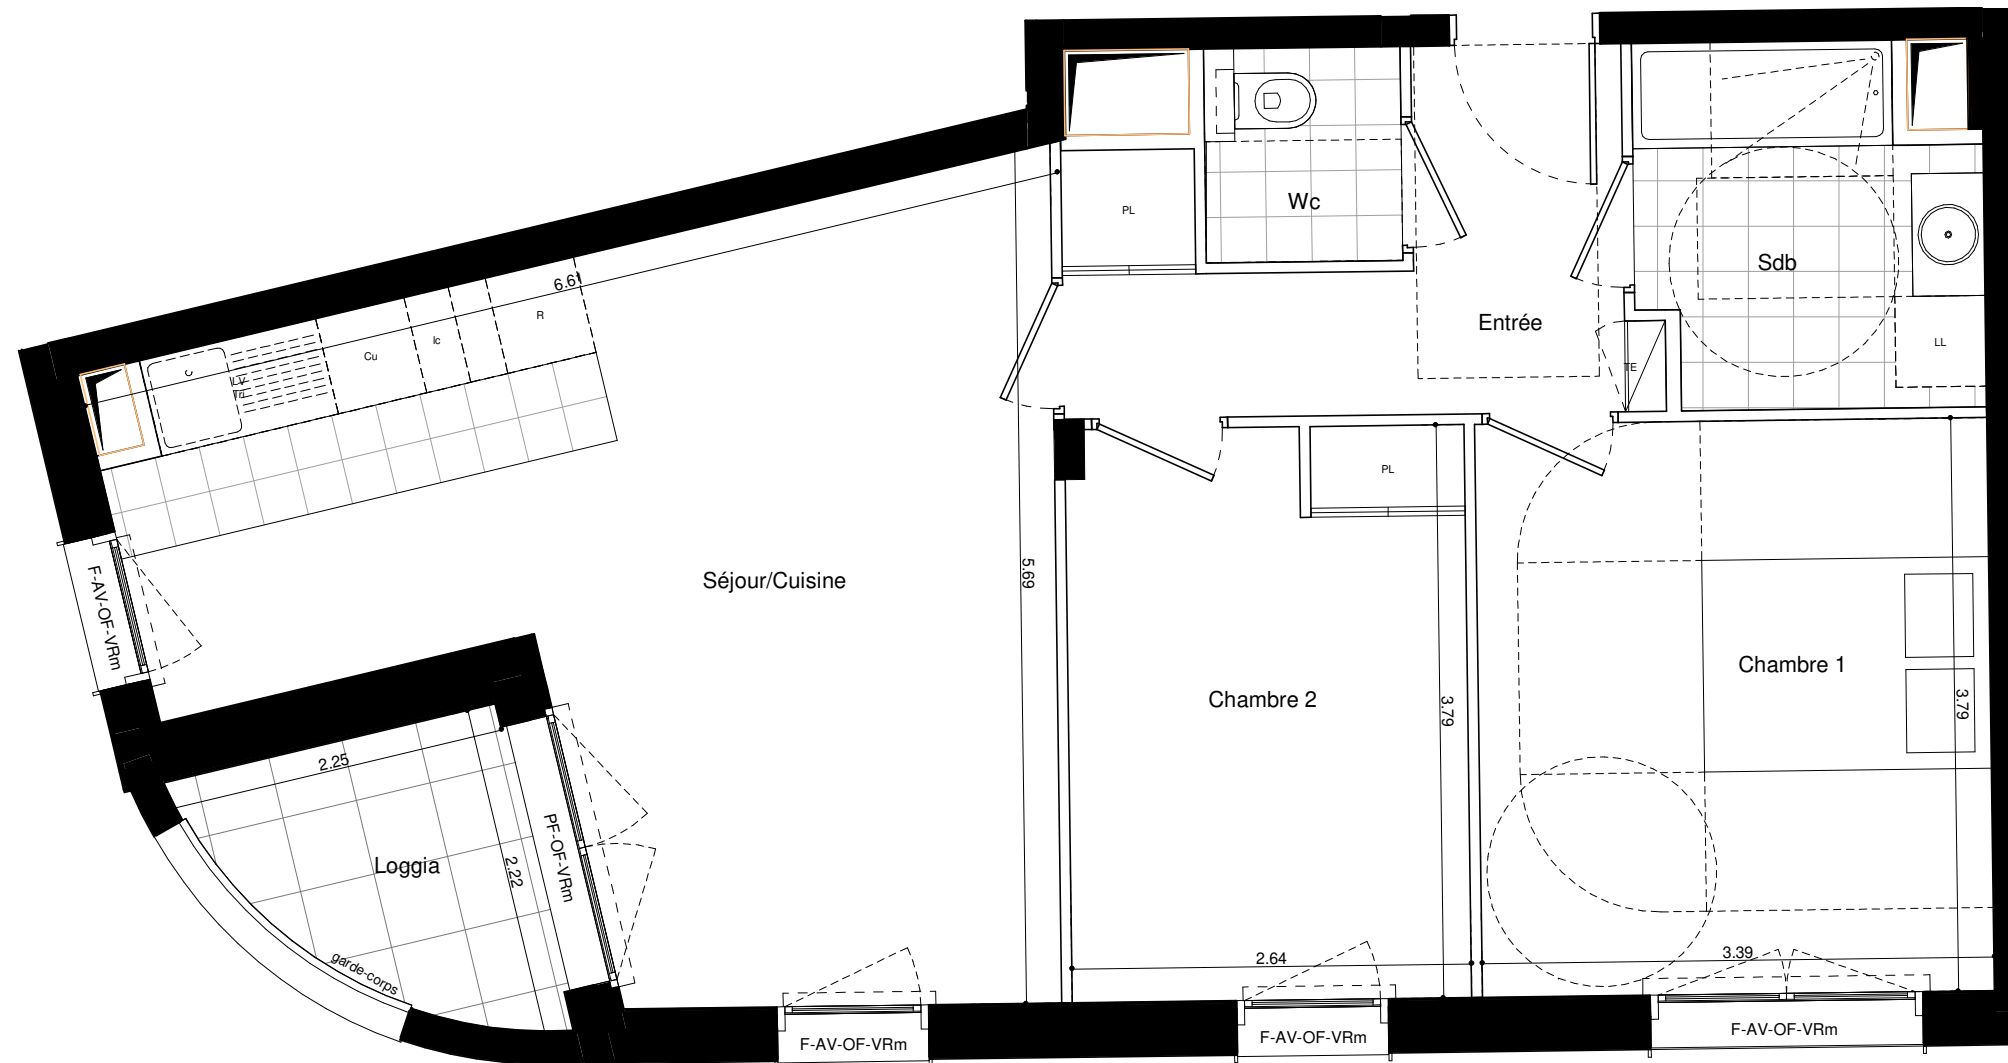 PL
Wc
Entrée
Sdb
LL
TE
6.61
R
Ic
Cu
C
LV
Tri
F-AV-OF-VRm
Séjour/Cuisine
5.69
PL
Chambre 2
3.79
Chambre 1
3.79
2.25
Loggia
2.22
PF-OF-VRm
garde-corps
2.64
3.39
F-AV-OF-VRm
F-AV-OF-VRm
F-AV-OF-VRm